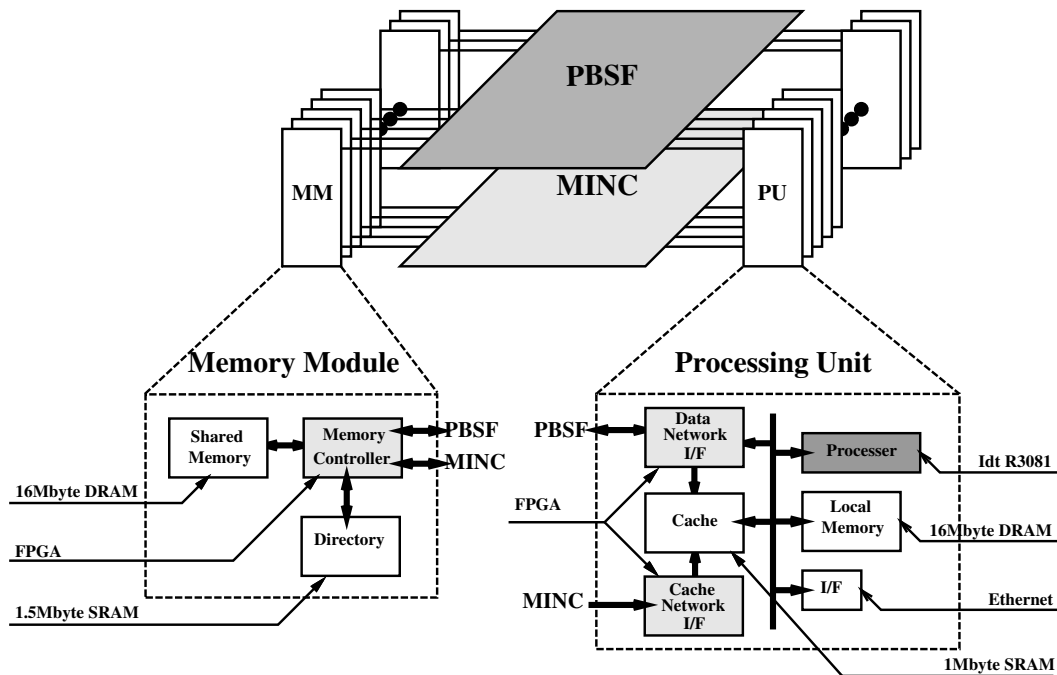 PBSF
MINC
MM
PU
Memory Module
Shared
Memory
Memory
Controller
PBSF
MINC
Directory
16Mbyte DRAM
FPGA
1.5Mbyte SRAM
Processing Unit
PBSF
Data
Network
I/F
Processer
Idt R3081
FPGA
Cache
Local
Memory
16Mbyte DRAM
MINC
Cache
Network
I/F
I/F
Ethernet
1Mbyte SRAM